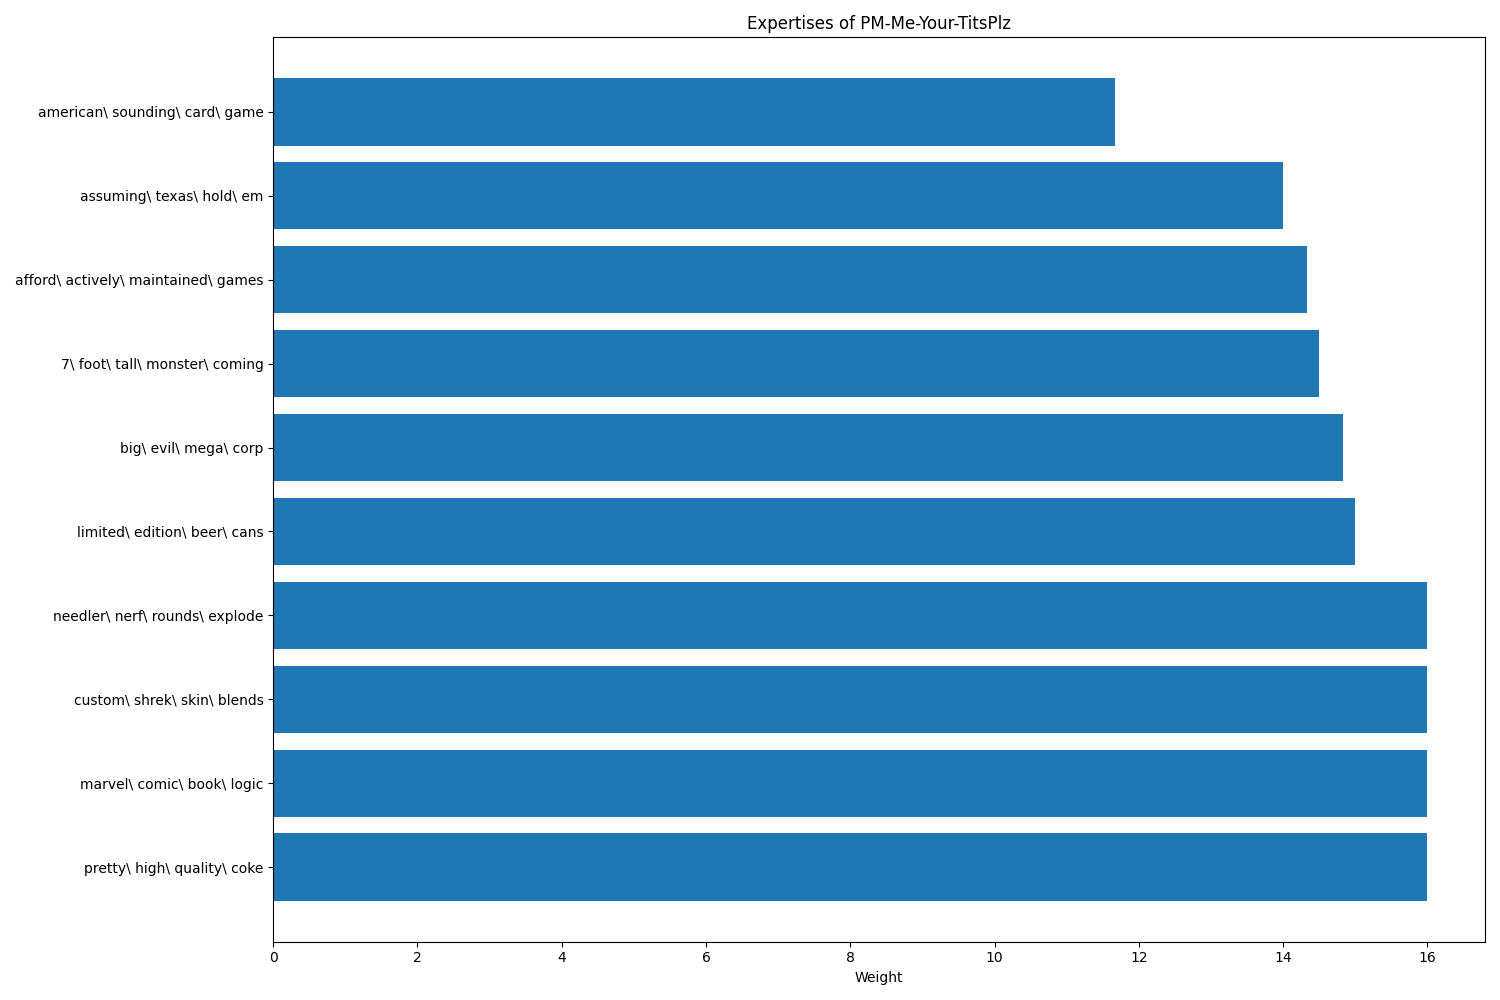 Expertises of PM-Me-Your-TitsPlz
american\ sounding\ card\ game
assuming\ texas\ hold\ em
afford\ actively\ maintained\ games
7\ foot\ tall\ monster\ coming
big\ evil\ mega\ corp
limited\ edition\ beer\ cans
needler\ nerf\ rounds\ explode
custom\ shrek\ skin\ blends
marvel\ comic\ book\ logic
pretty\ high\ quality\ coke
0 2 4 6 8 10 12 14 16
Weight